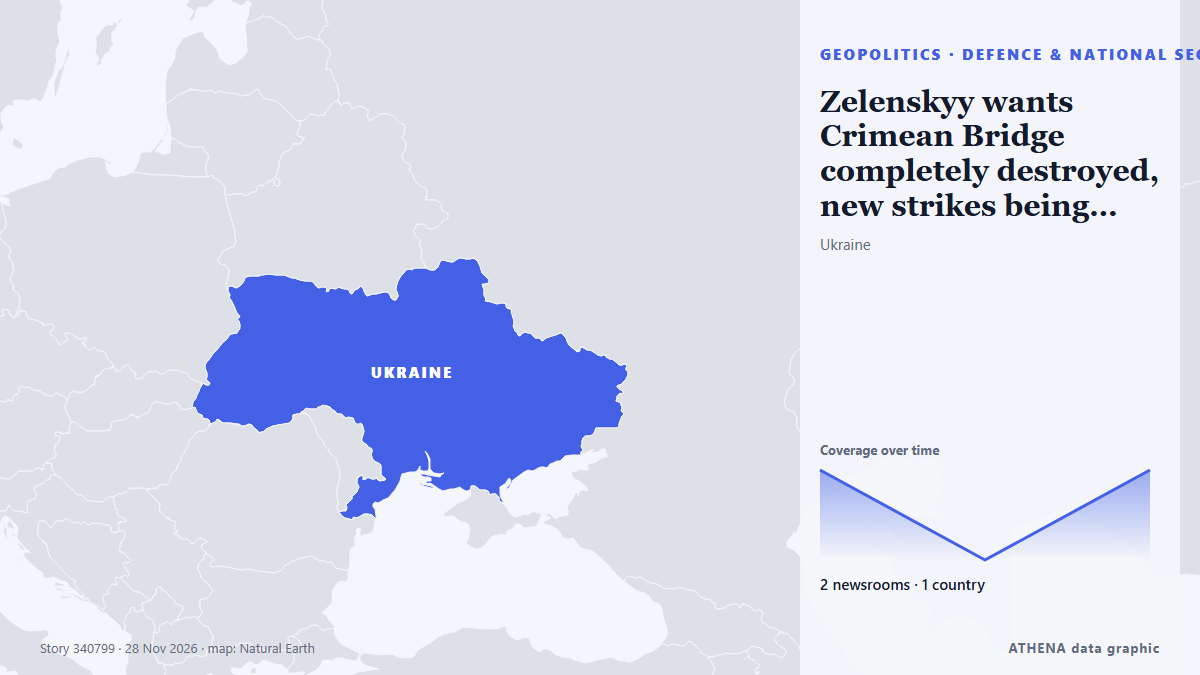 GEOPOLITICS · DEFENCE & NATIONAL
Zelenskyy wants
Crimean Bridge
completely destroyed,
new strikes being...
Ukraine
UKRAINE
Coverage over time
2 newsrooms · 1 country
Story 340799 · 28 Nov 2026 · map: Natural Earth
ATHENA data graphic